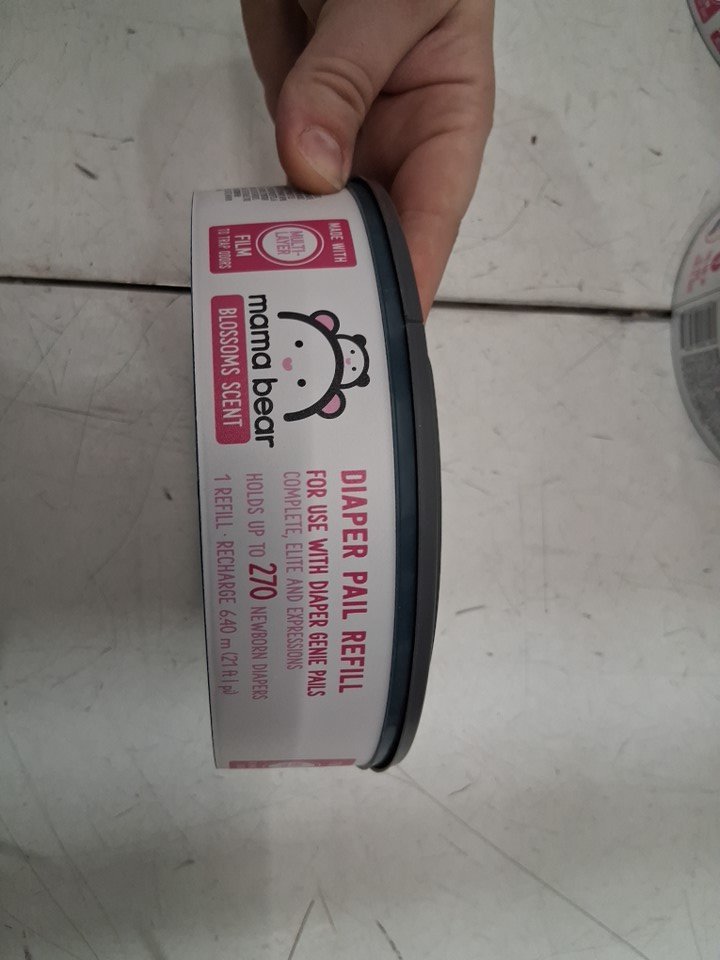 MADE WITH
MULTI-
LAYER
FILM
TO TRAP ODORS
mama bear
BLOSSOMS SCENT
DIAPER PAIL REFILL
FOR USE WITH DIAPER GENIE PAILS
COMPLETE, ELITE AND EXPRESSIONS
HOLDS UP TO 270 NEWBORN DIAPERS
1 REFILL · RECHARGE 6.40 m (21 ft | pi)